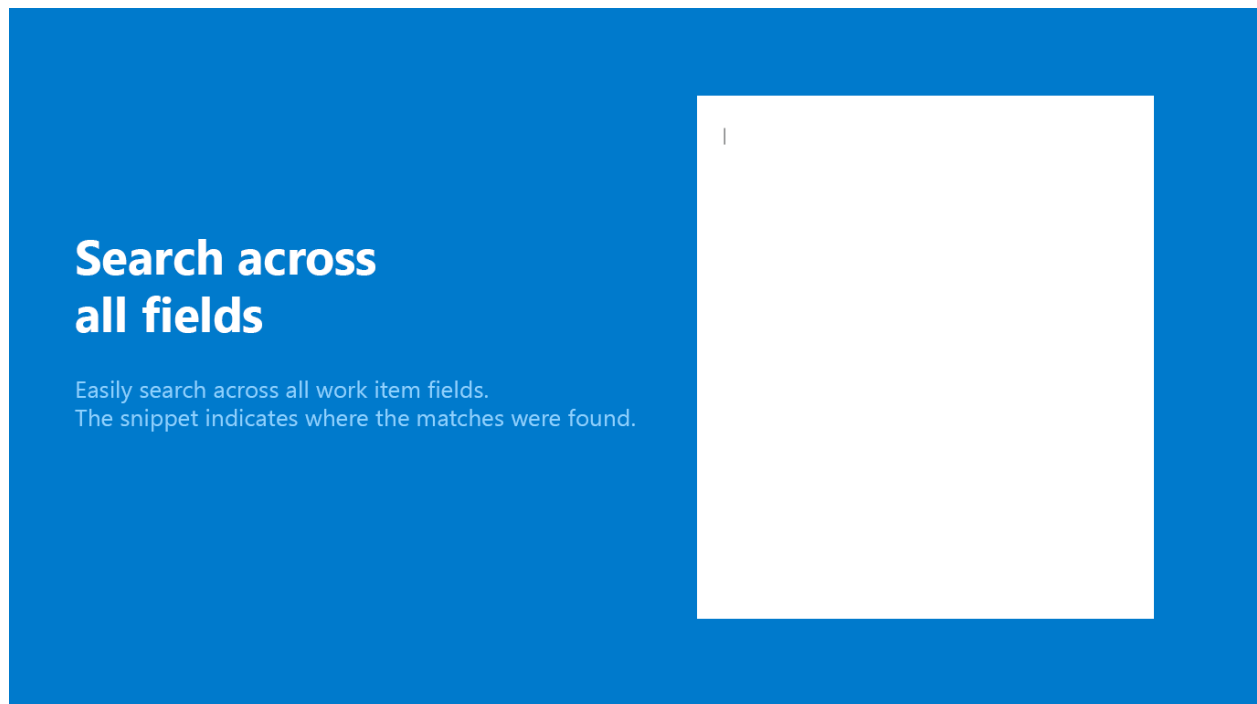 Search across
all fields
Easily search across all work item fields.
The snippet indicates where the matches were found.